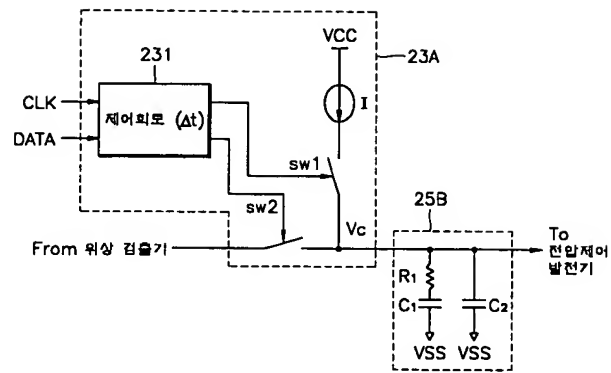 VCC
231
23A
CLK
DATA
제어회로 (Δt)
I
sw1
sw2
Vc
25B
From 위상 검출기
To
전압제어
발전기
R1
C1
C2
VSS
VSS